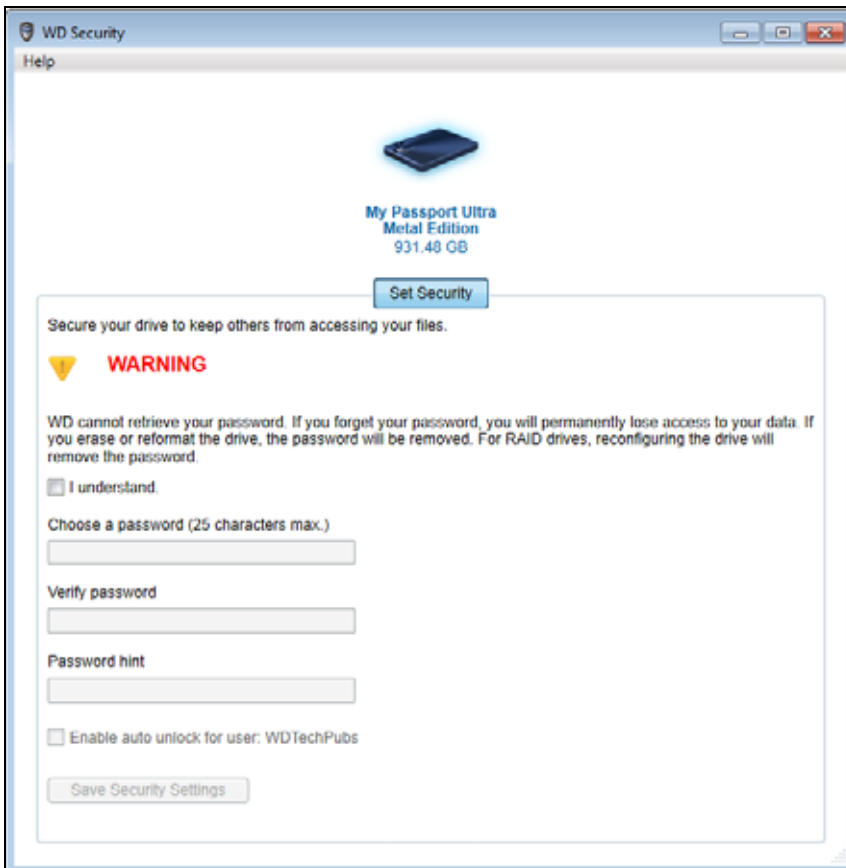 WD Security
Help
My Passport Ultra
Metal Edition
931.48 GB
Set Security
Secure your drive to keep others from accessing your files.
WARNING
WD cannot retrieve your password. If you forget your password, you will permanently lose access to your data. If
you erase or reformat the drive, the password will be removed. For RAID drives, reconfiguring the drive will
remove the password.
I understand.
Choose a password (25 characters max.)
Verify password
Password hint
Enable auto unlock for user: WDTechPubs
Save Security Settings